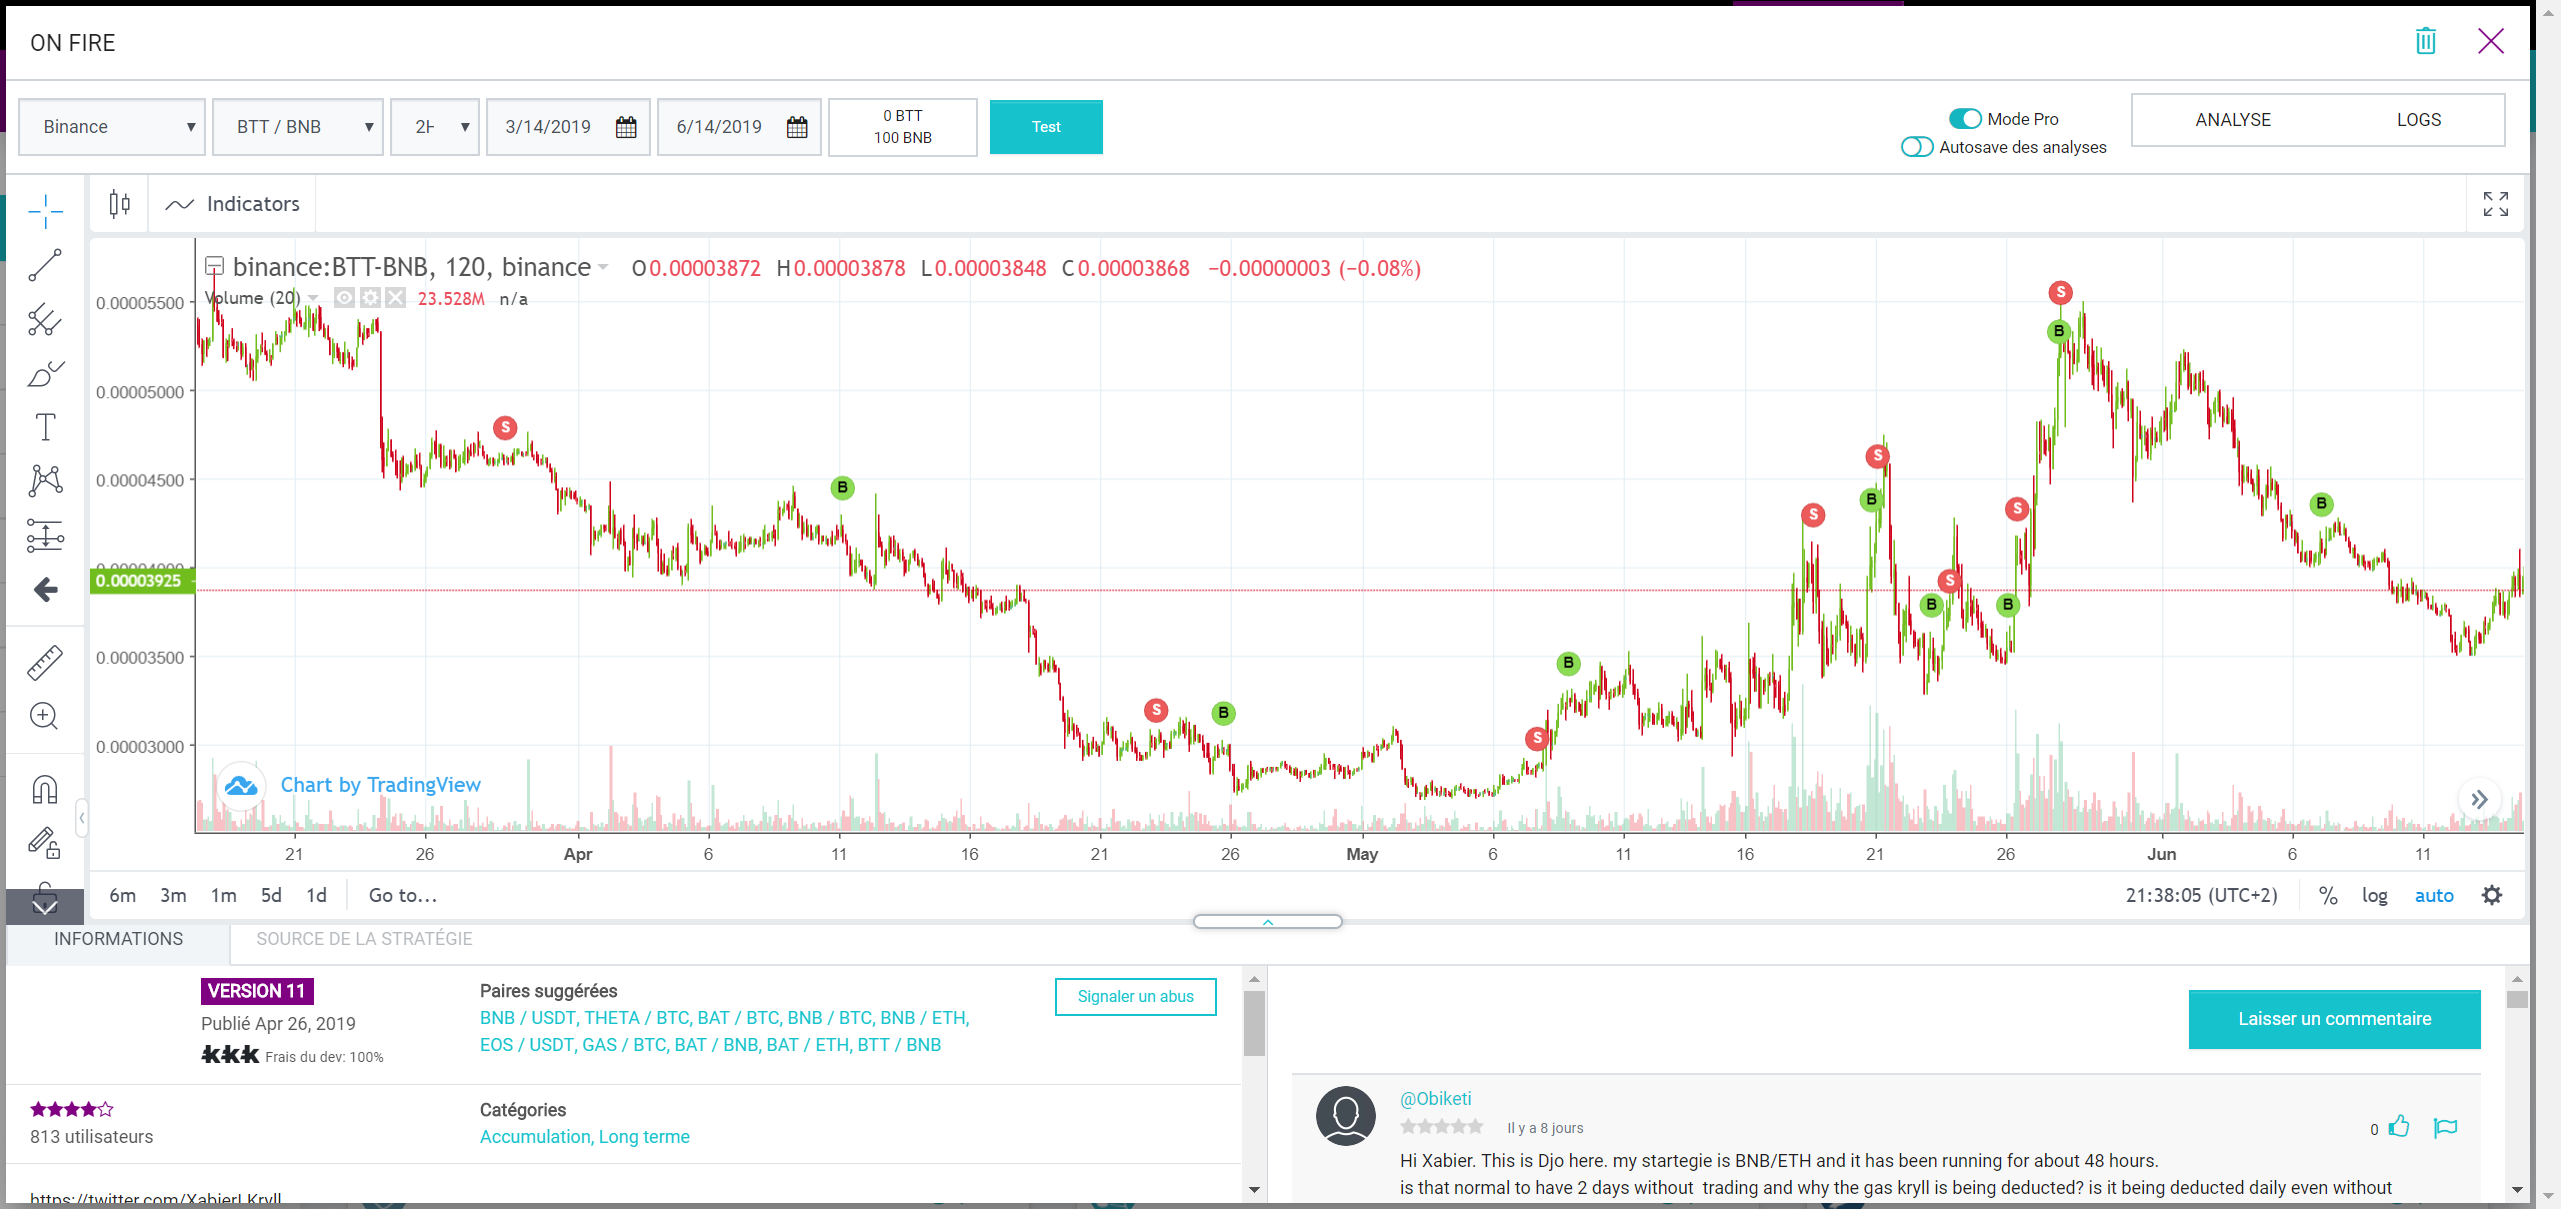 ON FIRE
Binance
BTT / BNB
3/14/2019
6/14/2019
0 BTT
100 BNB
Test
Mode Pro
Autosave des analyses
ANALYSE
LOGS
Indicators
binance:BTT-BNB, 120, binance
O0.00003872 H0.00003878 L0.00003848 C0.00003868 −0.00000003 (−0.08%)
Volume (20) 23.528M n/a
0.00005500
0.00005000
0.00004500
0.00003925
0.00003500
0.00003000
S
B
S
B
S
B
S
B
S
B
S
B
S
B
S
B
Chart by TradingView
21 26 Apr 6 11 16 21 26 May 6 11 16 21 26 Jun 6 11
6m 3m 1m 5d 1d Go to...
21:38:05 (UTC+2) % log auto
INFORMATIONS
SOURCE DE LA STRATÉGIE
VERSION 11
Publié Apr 26, 2019
Frais du dev: 100%
Paires suggérées
BNB / USDT, THETA / BTC, BAT / BTC, BNB / BTC, BNB / ETH,
EOS / USDT, GAS / BTC, BAT / BNB, BAT / ETH, BTT / BNB
Signaler un abus
813 utilisateurs
Catégories
Accumulation, Long terme
https://twitter.com/XabierLKryll
Laisser un commentaire
@Obiketi
Il y a 8 jours
0
Hi Xabier. This is Djo here. my startegie is BNB/ETH and it has been running for about 48 hours.
is that normal to have 2 days without trading and why the gas kryll is being deducted? is it being deducted daily even without